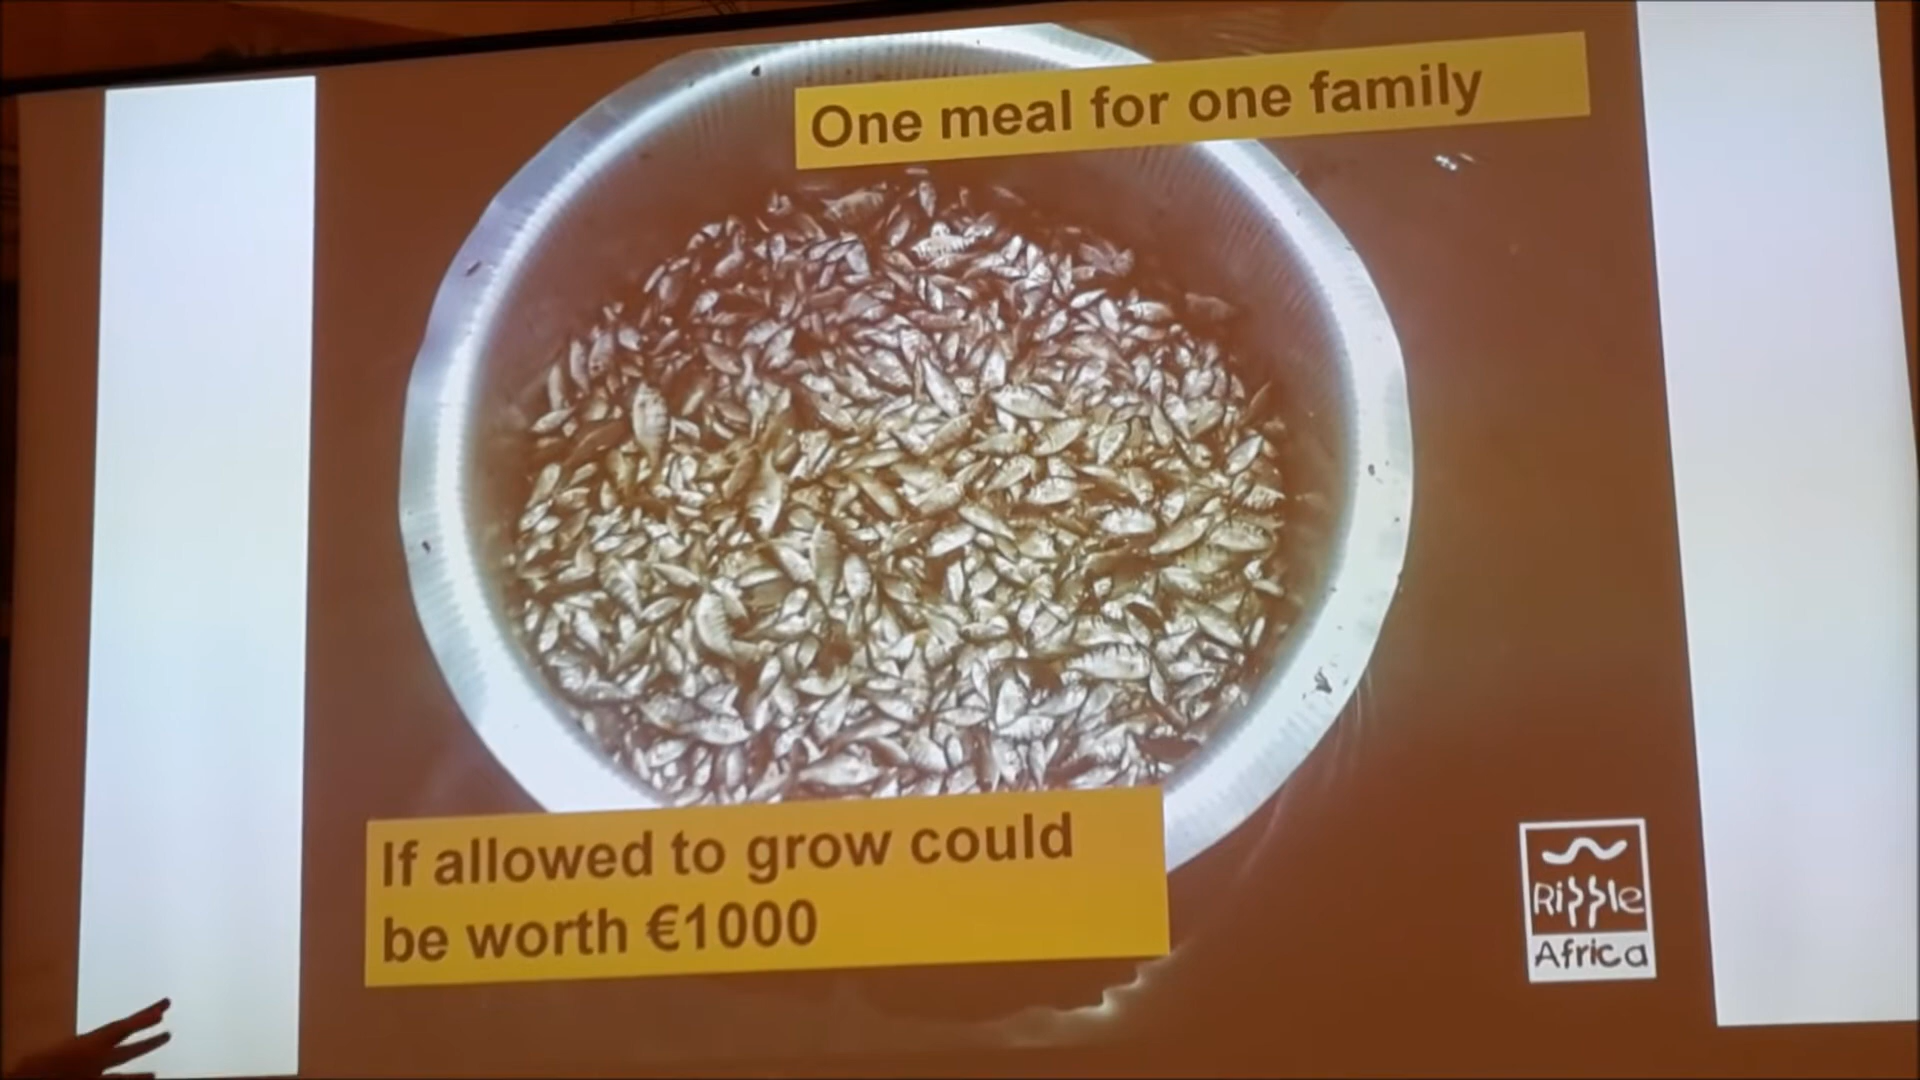 One meal for one family
If allowed to grow could
be worth €1000
Ripple
Africa